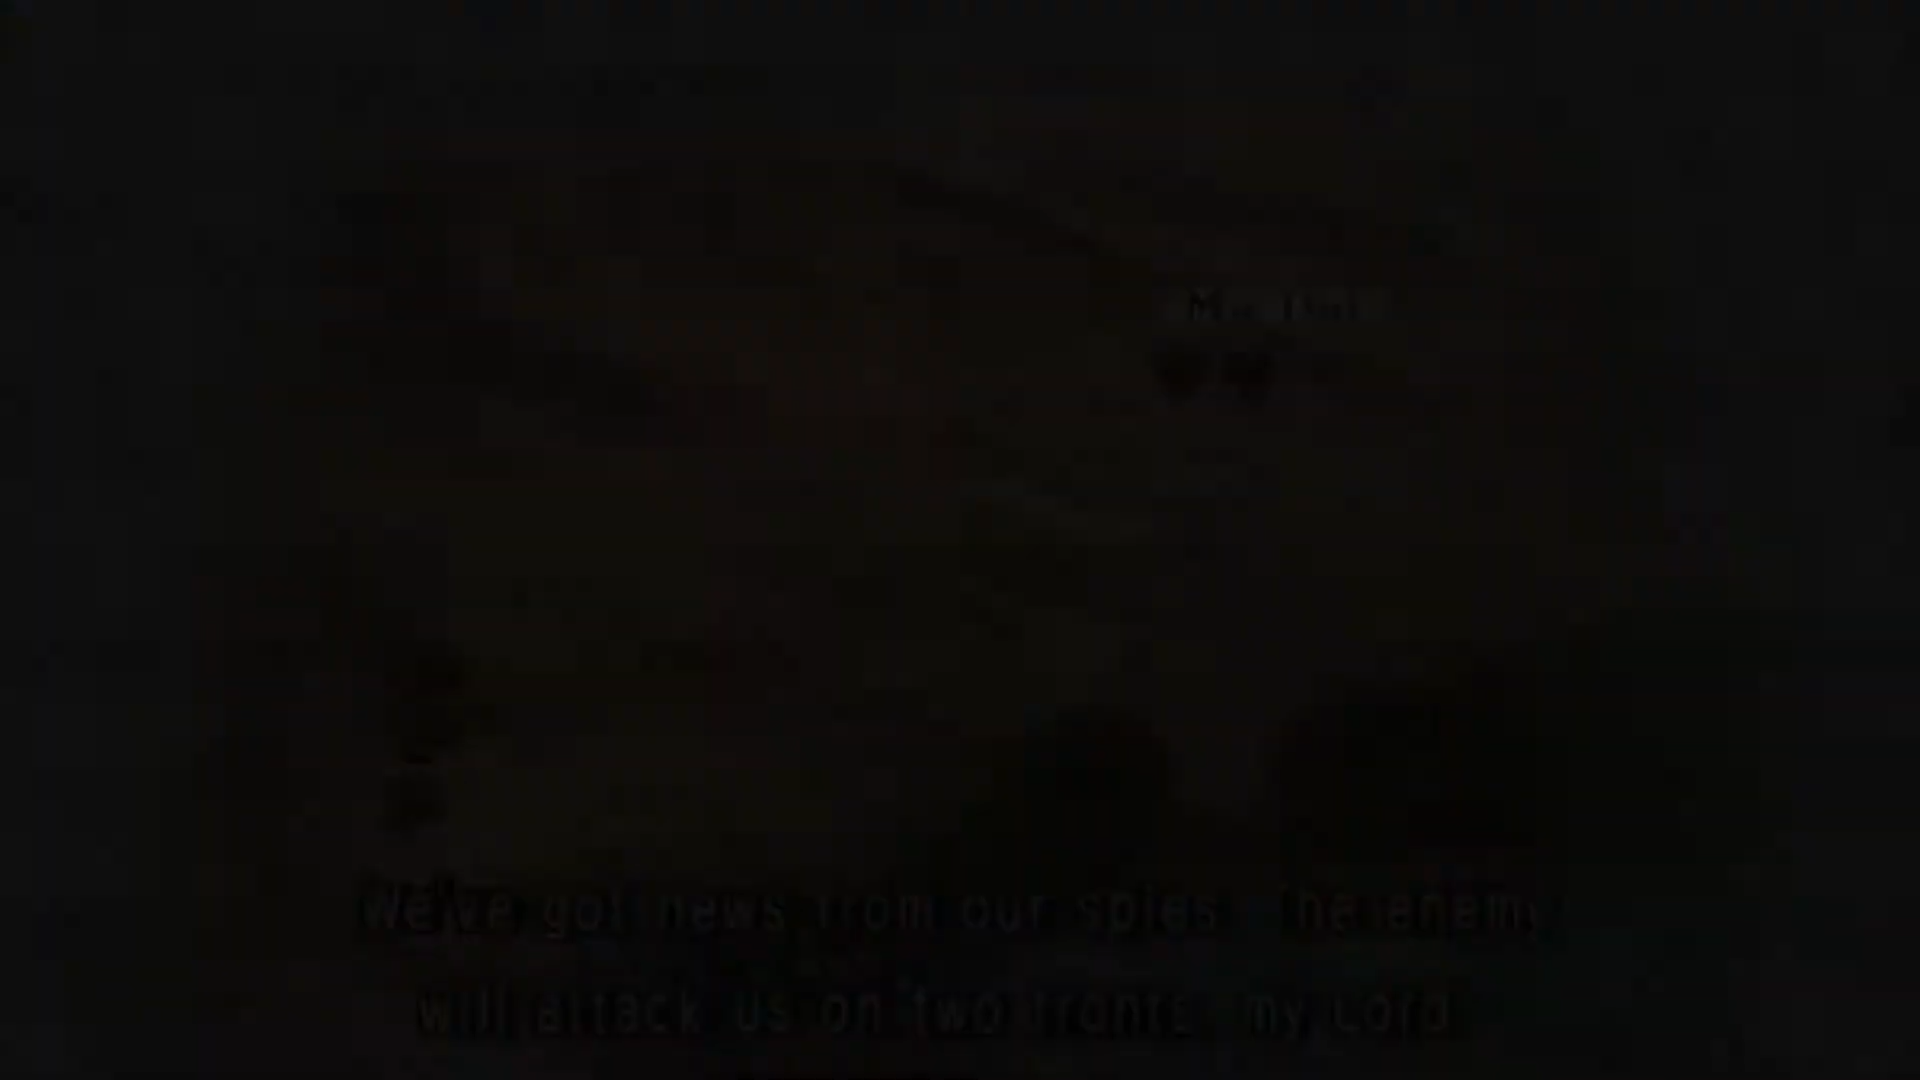 We've got news from our spies. The enemy
will attack us on two fronts, my Lord